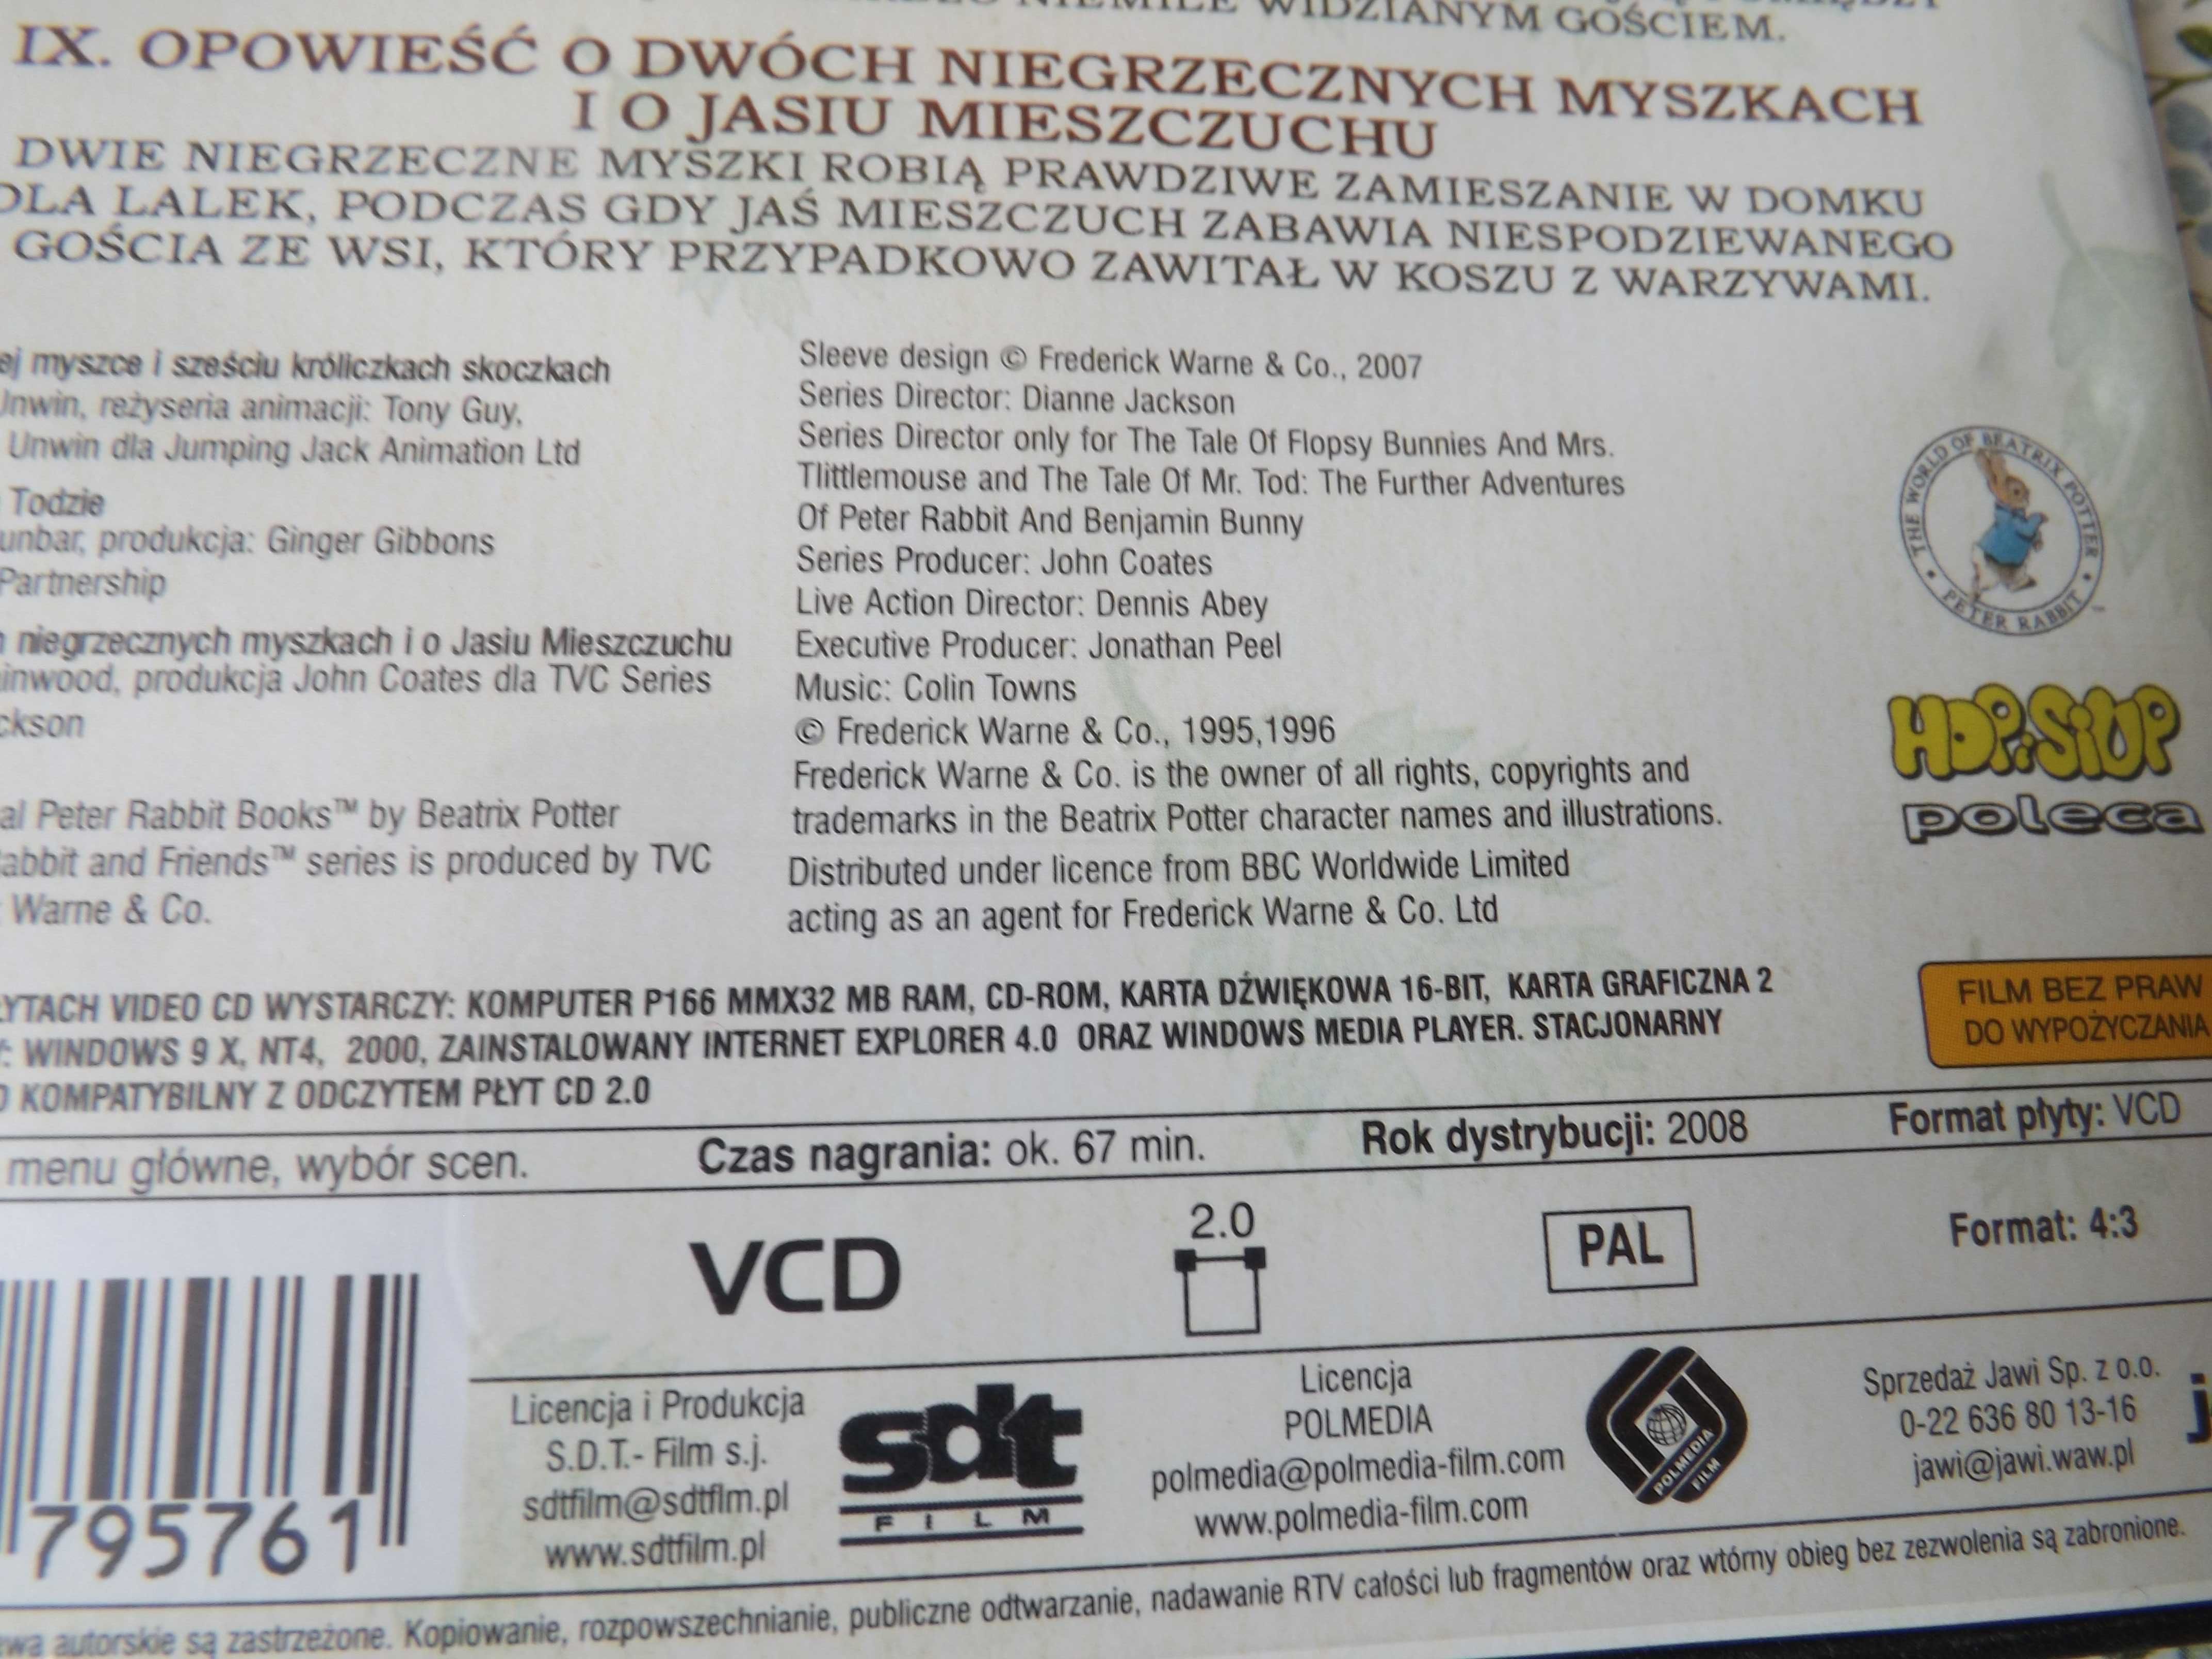 NIEMILE WIDZIANYM GOŚCIEM.
IX. OPOWIEŚĆ O DWÓCH NIEGRZECZNYCH MYSZKACH
I O JASIU MIESZCZUCHU
DWIE NIEGRZECZNE MYSZKI ROBIĄ PRAWDZIWE ZAMIESZANIE W DOMKU
DLA LALEK, PODCZAS GDY JAŚ MIESZCZUCH ZABAWIA NIESPODZIEWANEGO
GOŚCIA ZE WSI, KTÓRY PRZYPADKOWO ZAWITAŁ W KOSZU Z WARZYWAMI.
ej myszce i sześciu króliczkach skoczkach
Unwin, reżyseria animacji: Tony Guy,
Unwin dla Jumping Jack Animation Ltd
Todzie
unbar, produkcja: Ginger Gibbons
Partnership
niegrzecznych myszkach i o Jasiu Mieszczuchu
inwood, produkcja John Coates dla TVC Series
ckson
al Peter Rabbit Books™ by Beatrix Potter
abbit and Friends™ series is produced by TVC
Warne & Co.
Sleeve design © Frederick Warne & Co., 2007
Series Director: Dianne Jackson
Series Director only for The Tale Of Flopsy Bunnies And Mrs.
Tlittlemouse and The Tale Of Mr. Tod: The Further Adventures
Of Peter Rabbit And Benjamin Bunny
Series Producer: John Coates
Live Action Director: Dennis Abey
Executive Producer: Jonathan Peel
Music: Colin Towns
© Frederick Warne & Co., 1995,1996
Frederick Warne & Co. is the owner of all rights, copyrights and
trademarks in the Beatrix Potter character names and illustrations.
Distributed under licence from BBC Worldwide Limited
acting as an agent for Frederick Warne & Co. Ltd
THE WORLD OF BEATRIX POTTER
PETER RABBIT ™
HOP.SiUP
poleca
ŁYTACH VIDEO CD WYSTARCZY: KOMPUTER P166 MMX32 MB RAM, CD-ROM, KARTA DŹWIĘKOWA 16-BIT, KARTA GRAFICZNA 2
: WINDOWS 9 X, NT4, 2000, ZAINSTALOWANY INTERNET EXPLORER 4.0 ORAZ WINDOWS MEDIA PLAYER. STACJONARNY
KOMPATYBILNY Z ODCZYTEM PŁYT CD 2.0
FILM BEZ PRAW
DO WYPOŻYCZANIA
menu główne, wybór scen. Czas nagrania: ok. 67 min. Rok dystrybucji: 2008 Format płyty: VCD
VCD 2.0 PAL Format: 4:3
795761
Licencja i Produkcja
S.D.T.- Film s.j.
sdtfilm@sdtflm.pl
www.sdtfilm.pl
sdt
FILM
Licencja
POLMEDIA
polmedia@polmedia-film.com
www.polmedia-film.com
POLMEDIA
FILM
Sprzedaż Jawi Sp. z o.o.
0-22 636 80 13-16
jawi@jawi.waw.pl
j
wa autorskie są zastrzeżone. Kopiowanie, rozpowszechnianie, publiczne odtwarzanie, nadawanie RTV całości lub fragmentów oraz wtórny obieg bez zezwolenia są zabronione.